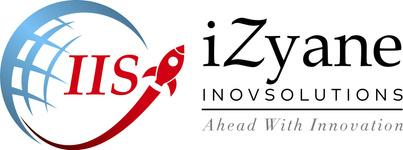 IIS
iZyane
INOVSOLUTIONS
Ahead With Innovation